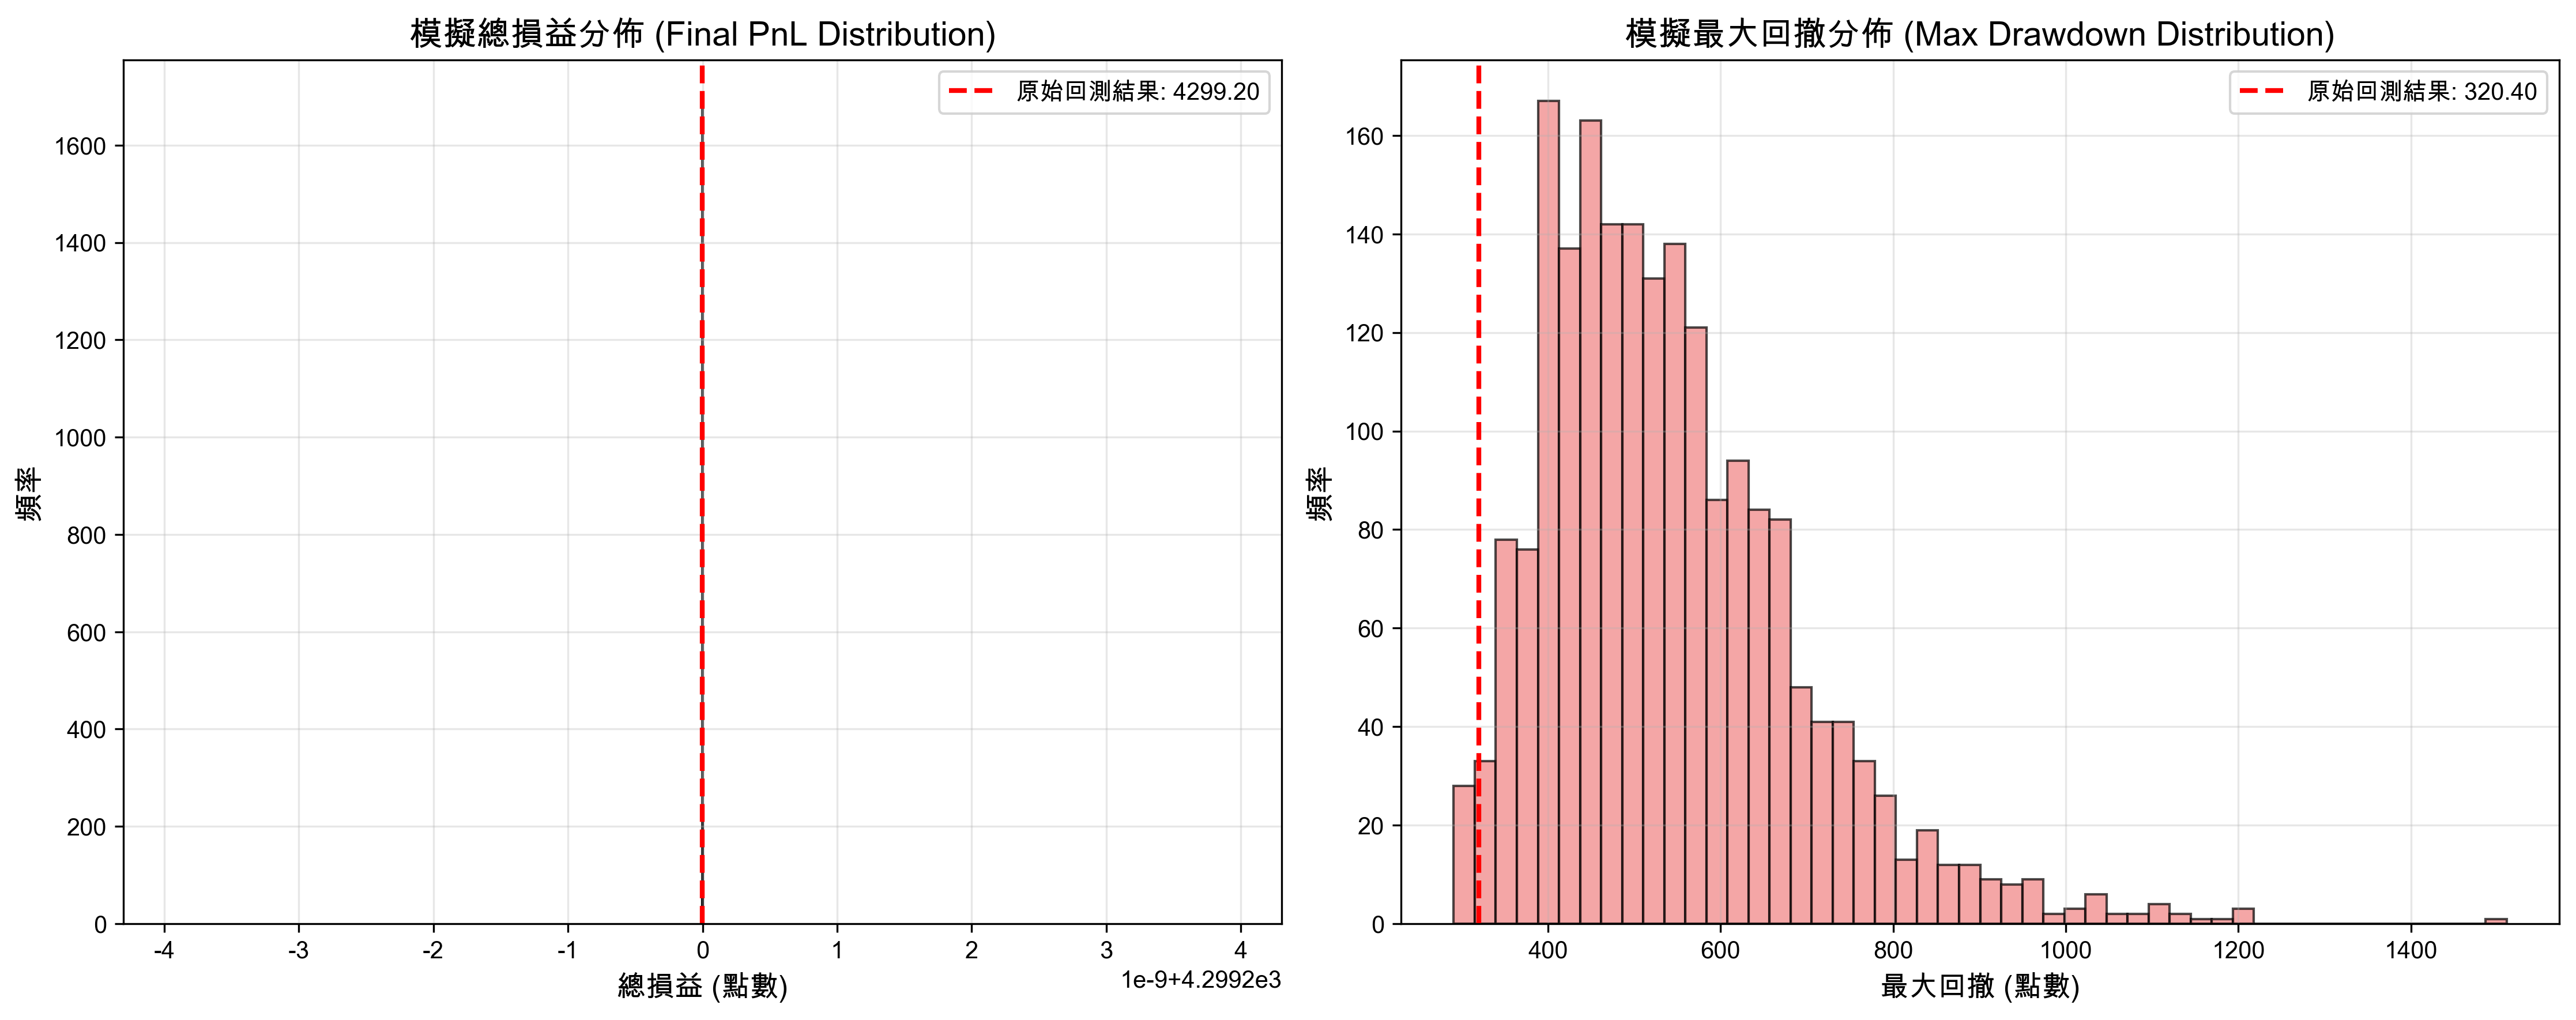 模擬總損益分佈 (Final PnL Distribution)
原始回測結果: 4299.20
頻率
1600
1400
1200
1000
800
600
400
200
0
-4 -3 -2 -1 0 1 2 3 4
1e-9+4.2992e3
總損益 (點數)
模擬最大回撤分佈 (Max Drawdown Distribution)
原始回測結果: 320.40
頻率
160
140
120
100
80
60
40
20
0
400 600 800 1000 1200 1400
最大回撤 (點數)